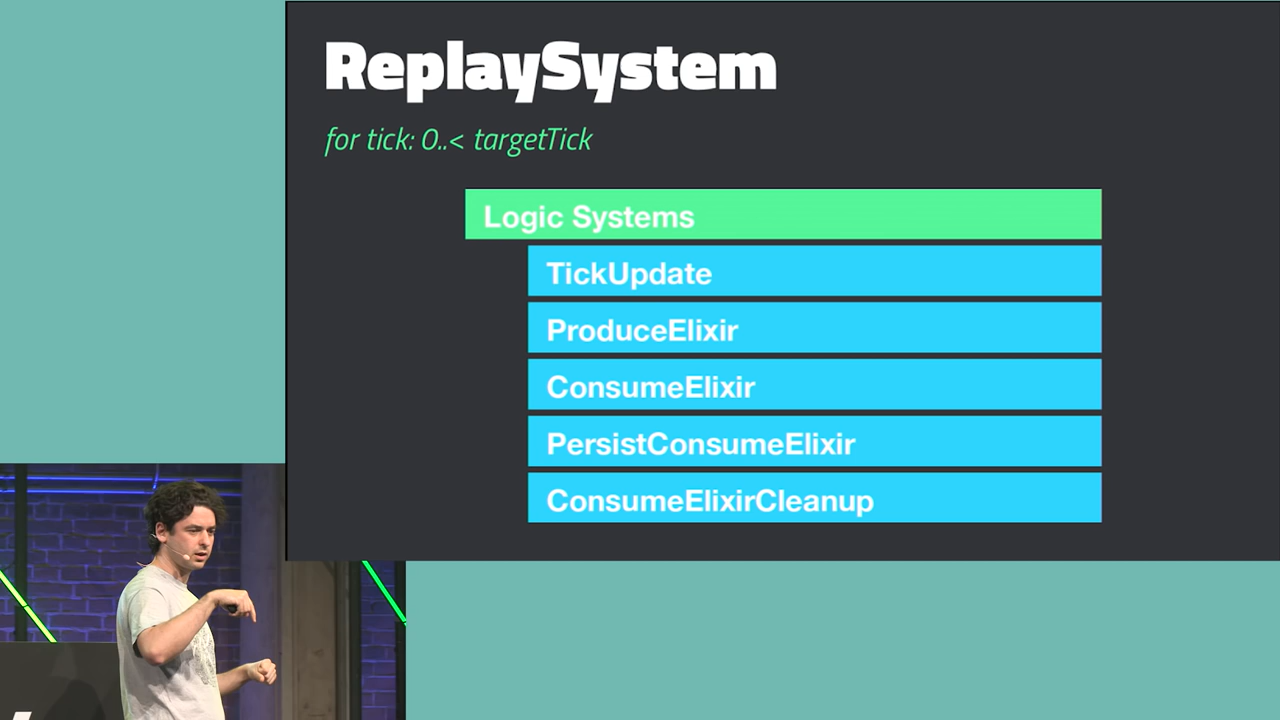 ReplaySystem
for tick: 0..< targetTick
Logic Systems
TickUpdate
ProduceElixir
ConsumeElixir
PersistConsumeElixir
ConsumeElixirCleanup